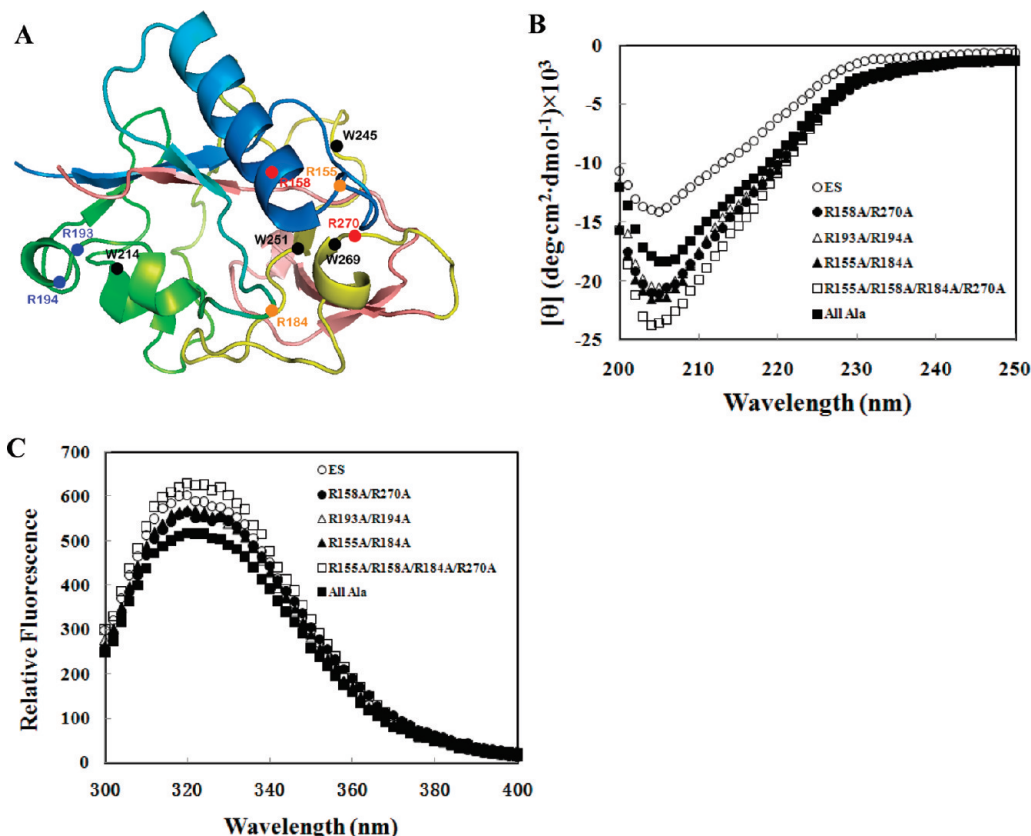 A
W245
R155
R158
R270
R193
W251
W214
W269
R194
R184
B
0
-5
-10
-15
-20
-25
200 210 220 230 240 250
[θ] (deg·cm²·dmol⁻¹)×10³
Wavelength (nm)
ES
R158A/R270A
R193A/R194A
R155A/R184A
R155A/R158A/R184A/R270A
All Ala
C
700
600
500
400
300
200
100
0
300 320 340 360 380 400
Relative Fluorescence
Wavelength (nm)
ES
R158A/R270A
R193A/R194A
R155A/R184A
R155A/R158A/R184A/R270A
All Ala